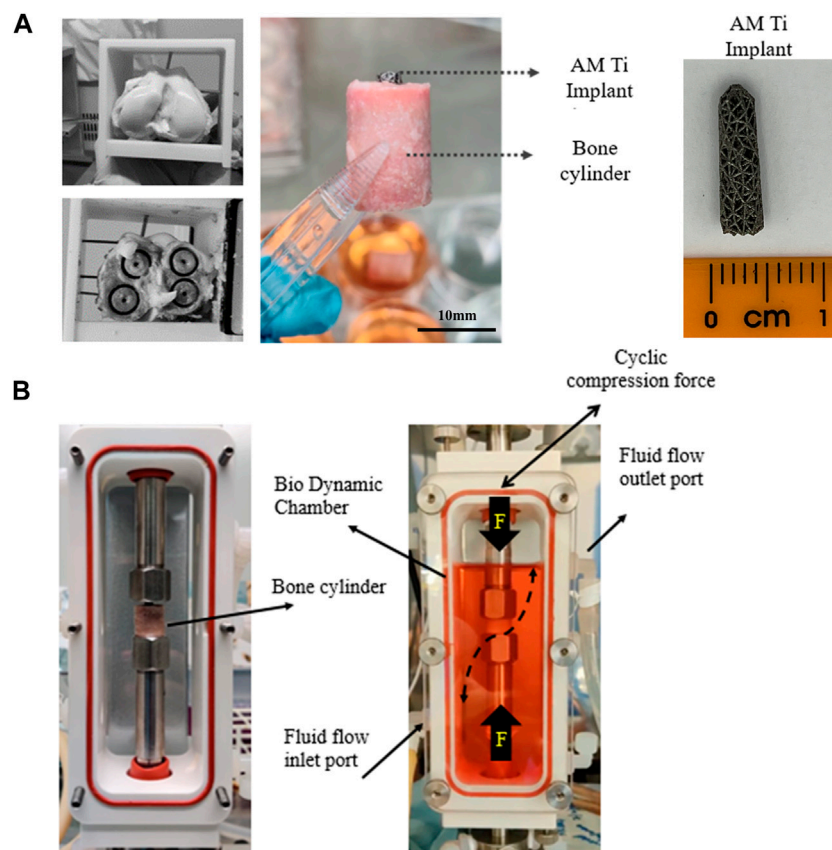 A
AM Ti
Implant
Bone
cylinder
10mm
AM Ti
Implant
0 cm 1
B
Cyclic
compression force
Bio Dynamic
Chamber
Fluid flow
outlet port
Bone cylinder
Fluid flow
inlet port
F
F